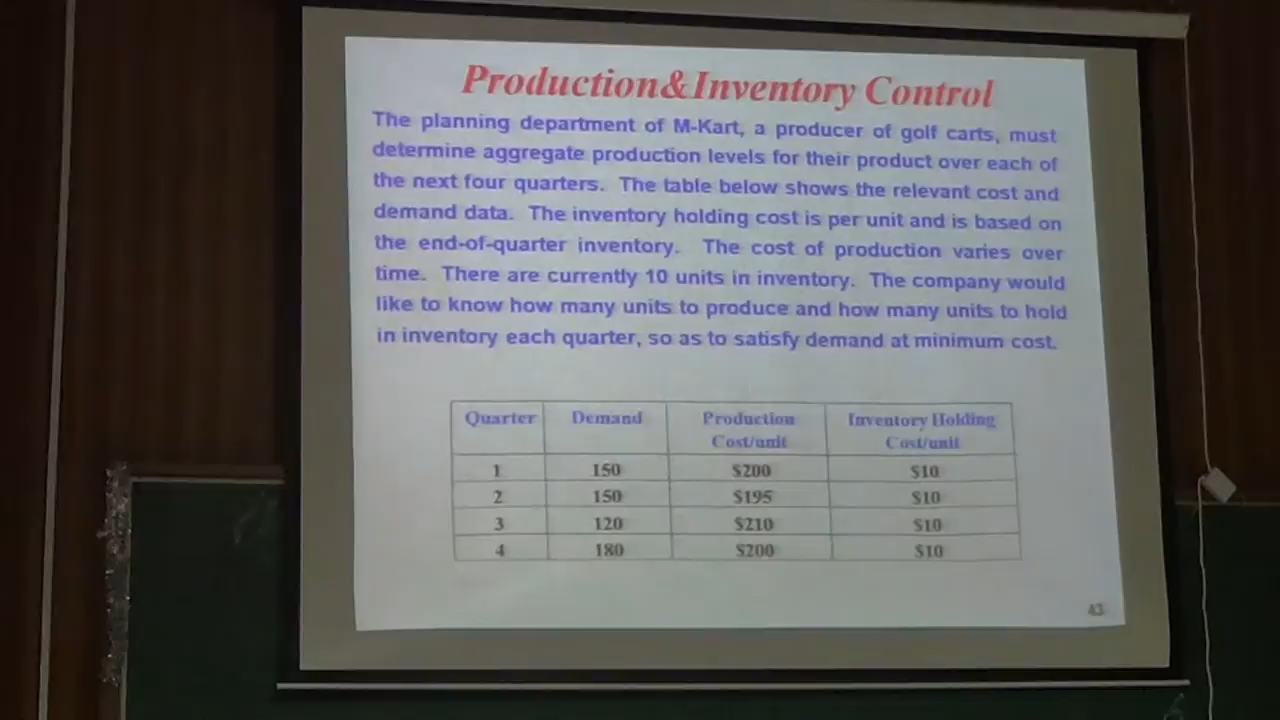 Production&Inventory Control
The planning department of M-Kart, a producer of golf carts, must
determine aggregate production levels for their product over each of
the next four quarters. The table below shows the relevant cost and
demand data. The inventory holding cost is per unit and is based on
the end-of-quarter inventory. The cost of production varies over
time. There are currently 10 units in inventory. The company would
like to know how many units to produce and how many units to hold
in inventory each quarter, so as to satisfy demand at minimum cost.
Quarter Demand Production Cost/unit Inventory Holding Cost/unit
1 150 $200 $10
2 150 $195 $10
3 120 $210 $10
4 180 $200 $10
43